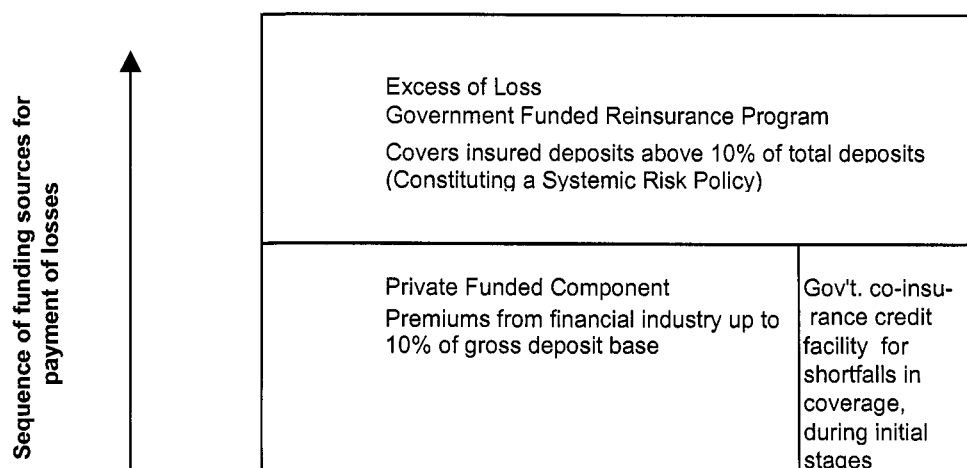 Sequence of funding sources for
payment of losses
Excess of Loss
Government Funded Reinsurance Program
Covers insured deposits above 10% of total deposits
(Constituting a Systemic Risk Policy)
Private Funded Component
Premiums from financial industry up to
10% of gross deposit base
Gov't. co-insu-
rance credit
facility for
shortfalls in
coverage,
during initial
stages